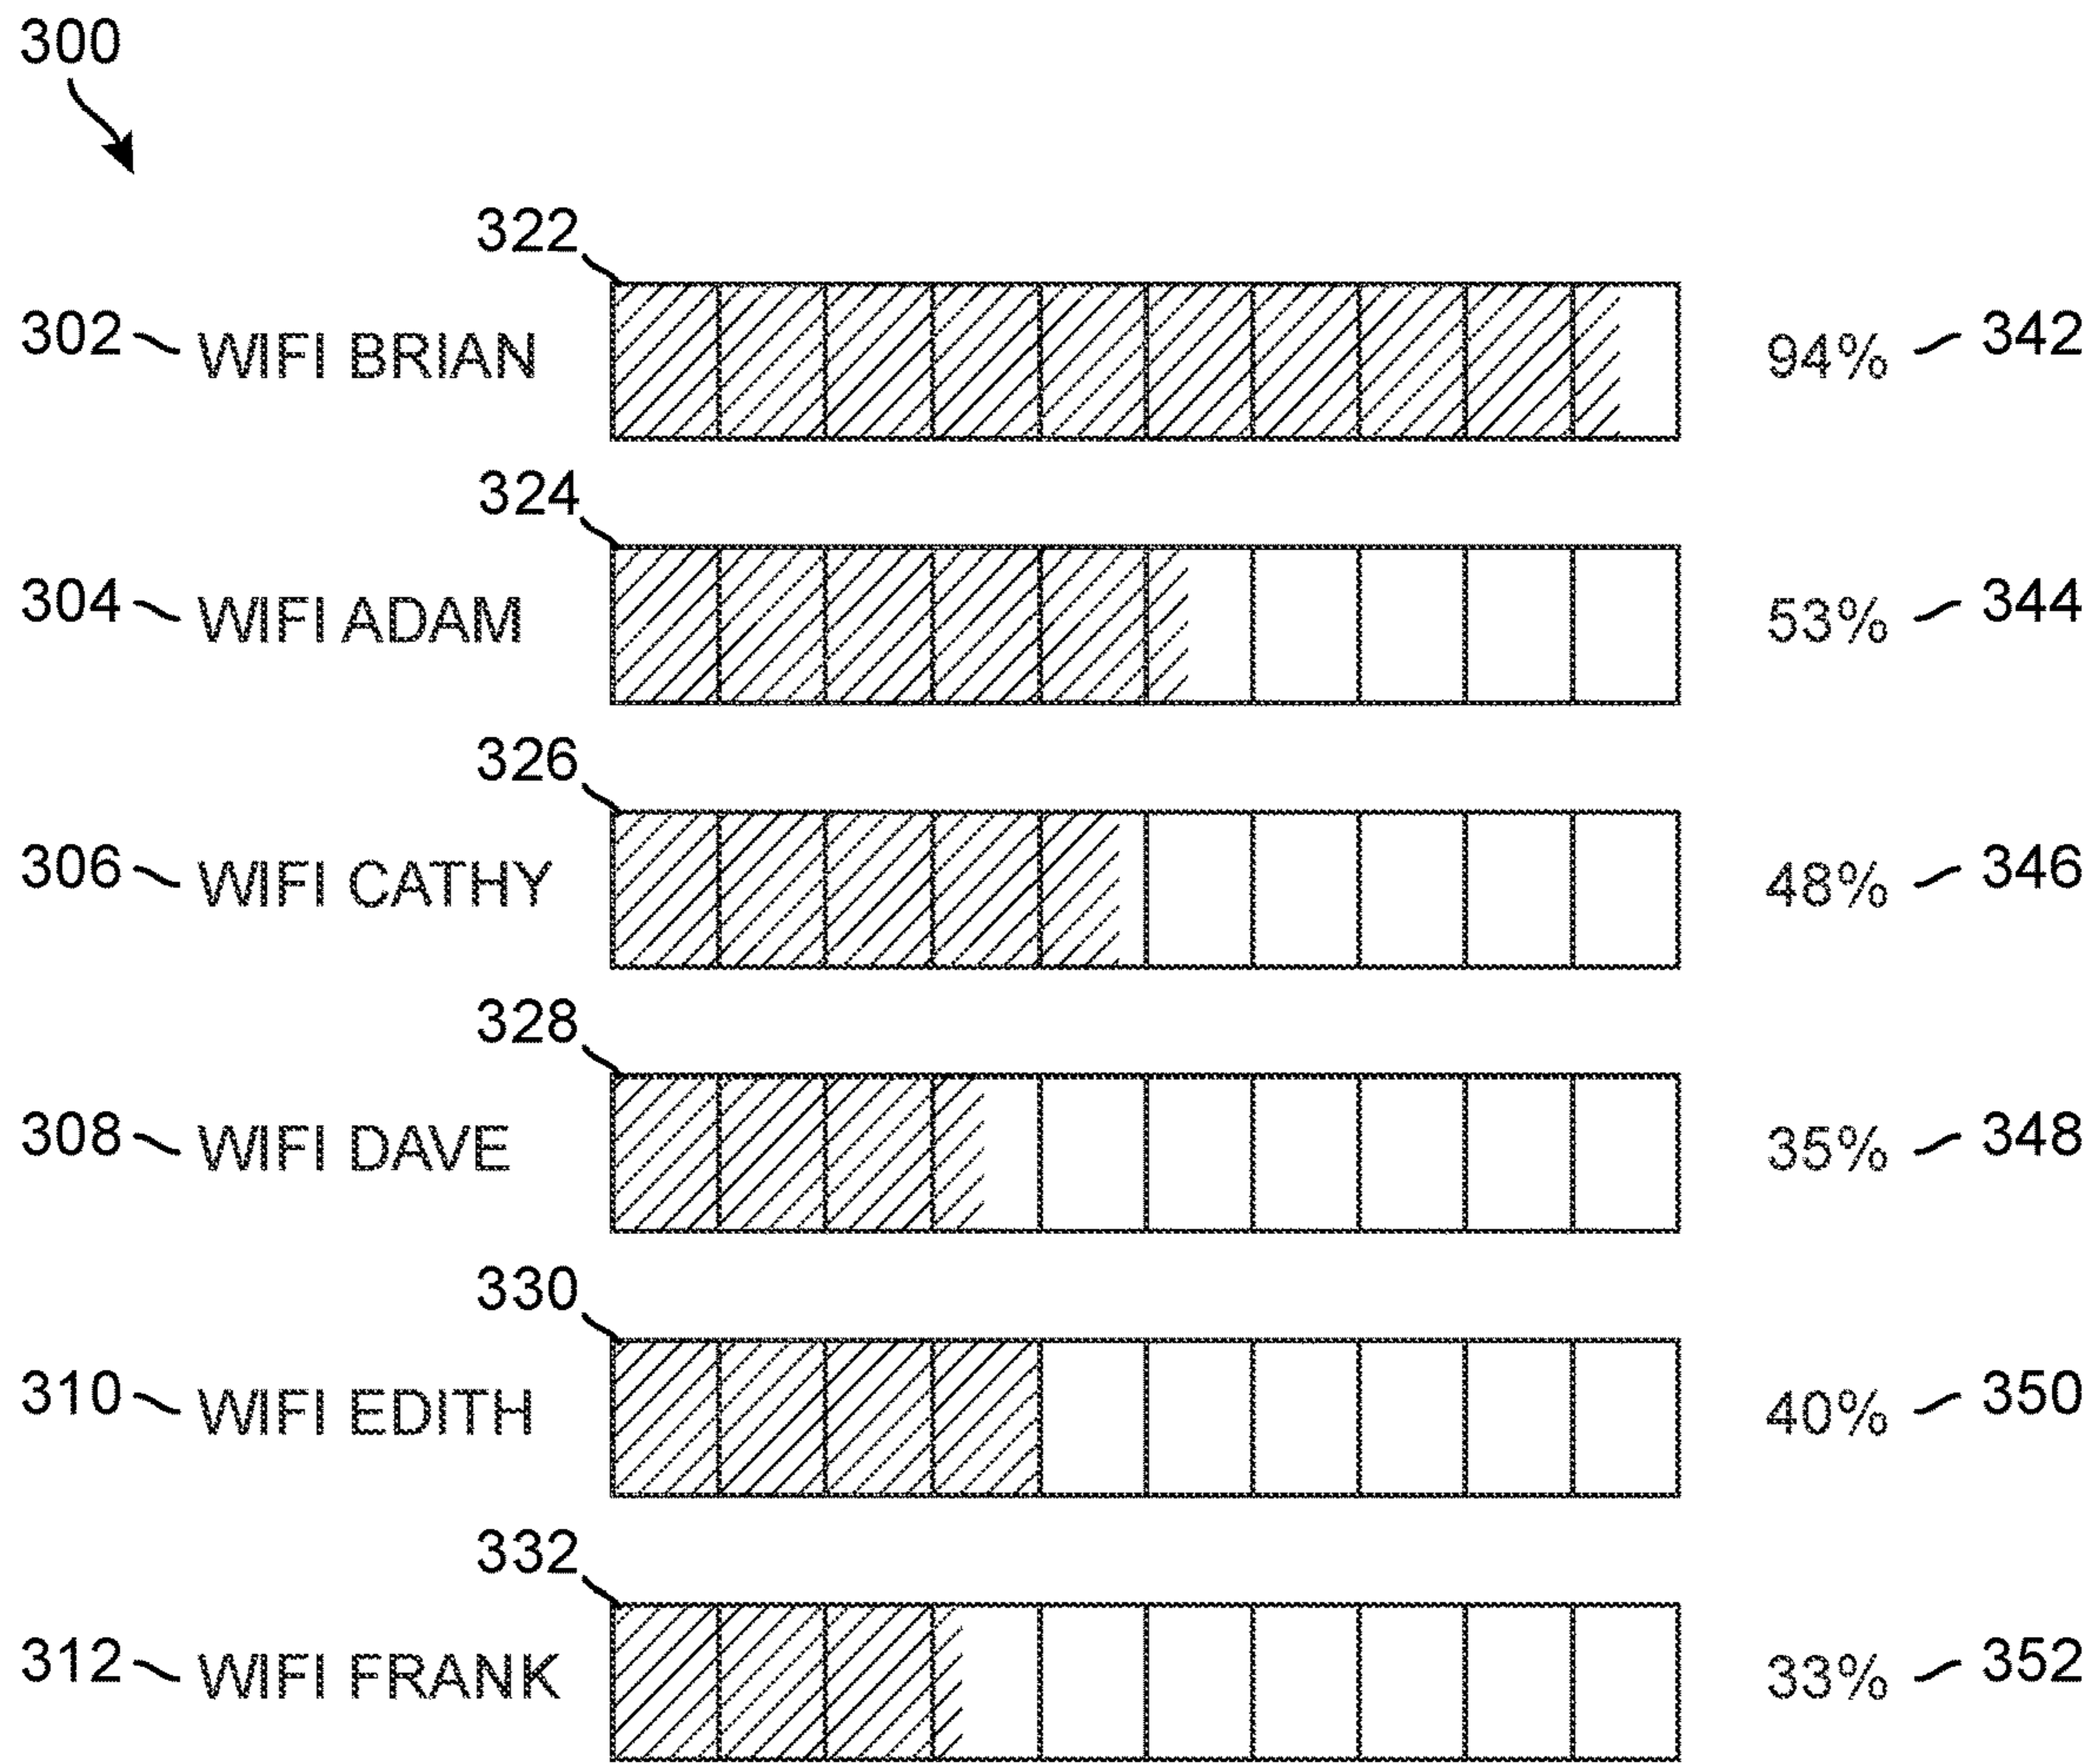 300
322
302 WIFI BRIAN 94% 342
324
304 WIFI ADAM 53% 344
326
306 WIFI CATHY 48% 346
328
308 WIFI DAVE 35% 348
330
310 WIFI EDITH 40% 350
332
312 WIFI FRANK 33% 352